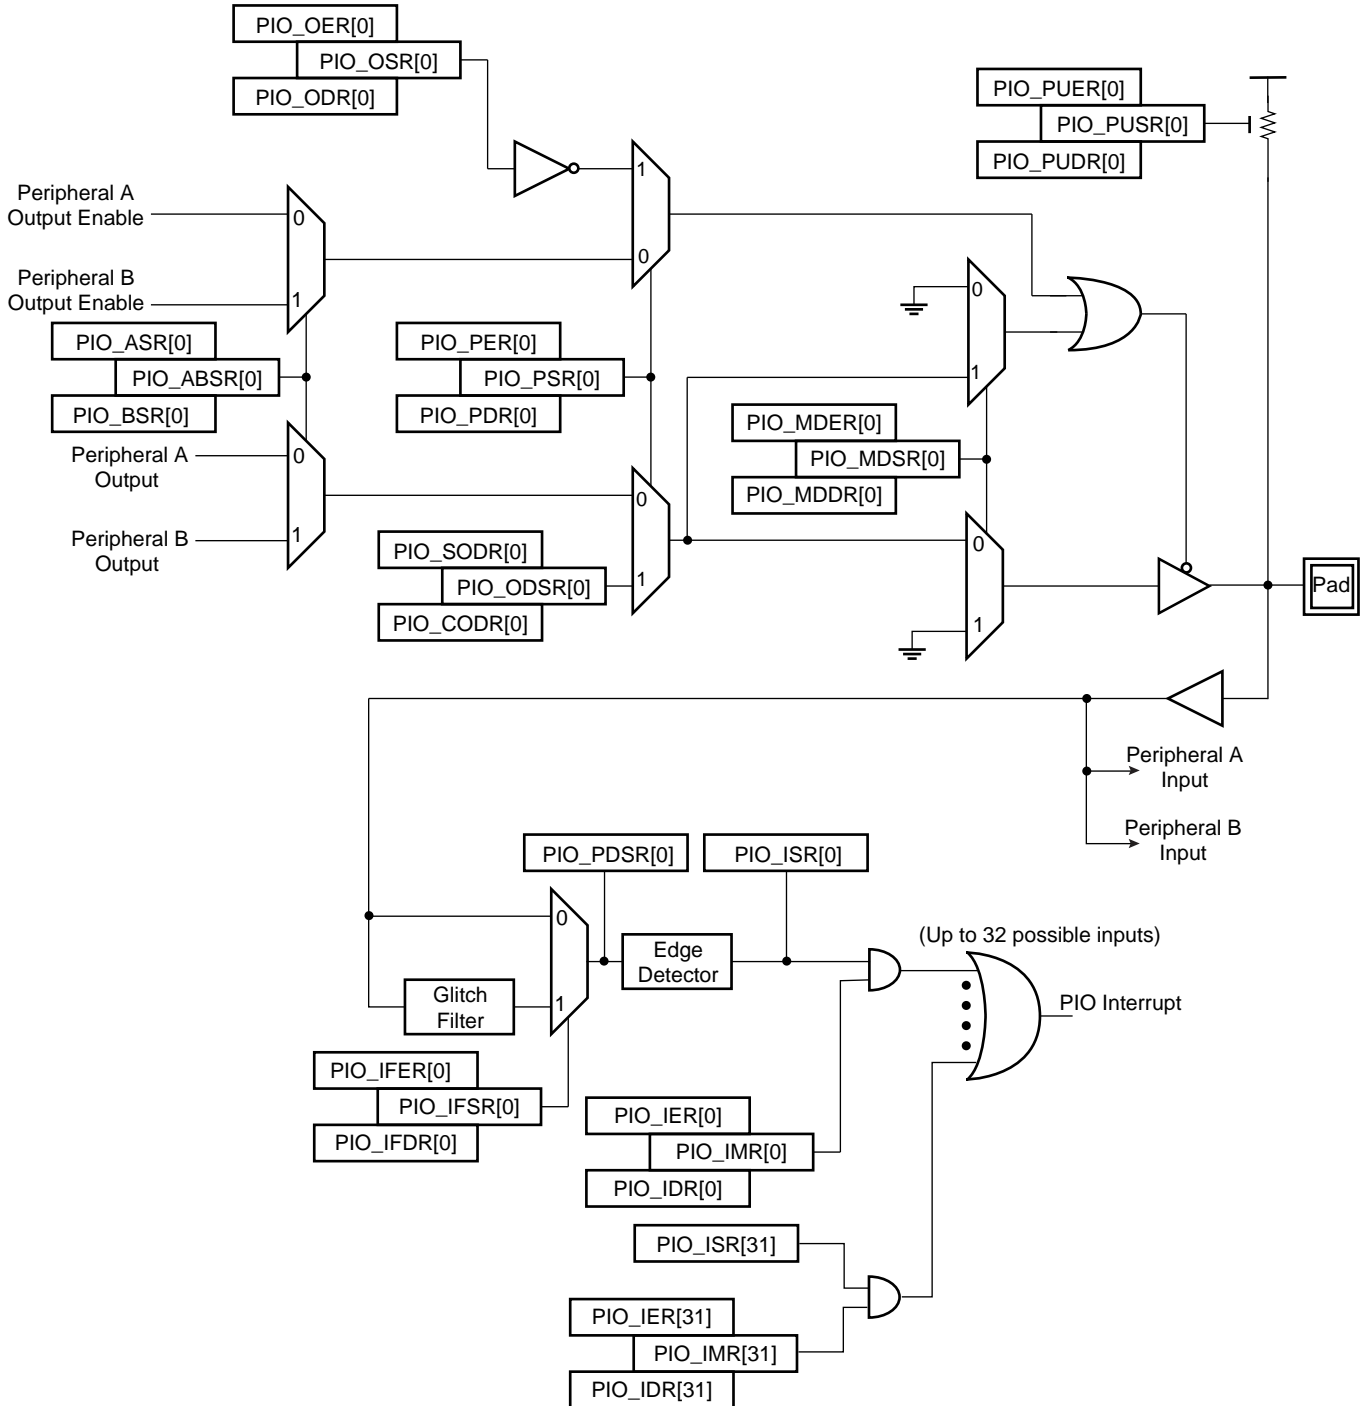 PIO_OER[0]
PIO_OSR[0]
PIO_ODR[0]
PIO_PUER[0]
PIO_PUSR[0]
PIO_PUDR[0]
1
0
Peripheral A
Output Enable
0
Peripheral B
Output Enable
1
PIO_ASR[0]
PIO_ABSR[0]
PIO_BSR[0]
PIO_PER[0]
PIO_PSR[0]
PIO_PDR[0]
0
1
PIO_MDER[0]
PIO_MDSR[0]
PIO_MDDR[0]
Peripheral A
Output
0
Peripheral B
Output
1
0
1
PIO_SODR[0]
PIO_ODSR[0]
PIO_CODR[0]
0
1
Pad
Peripheral A
Input
Peripheral B
Input
PIO_PDSR[0]
PIO_ISR[0]
0
1
Edge
Detector
Glitch
Filter
(Up to 32 possible inputs)
PIO Interrupt
PIO_IFER[0]
PIO_IFSR[0]
PIO_IFDR[0]
PIO_IER[0]
PIO_IMR[0]
PIO_IDR[0]
PIO_ISR[31]
PIO_IER[31]
PIO_IMR[31]
PIO_IDR[31]